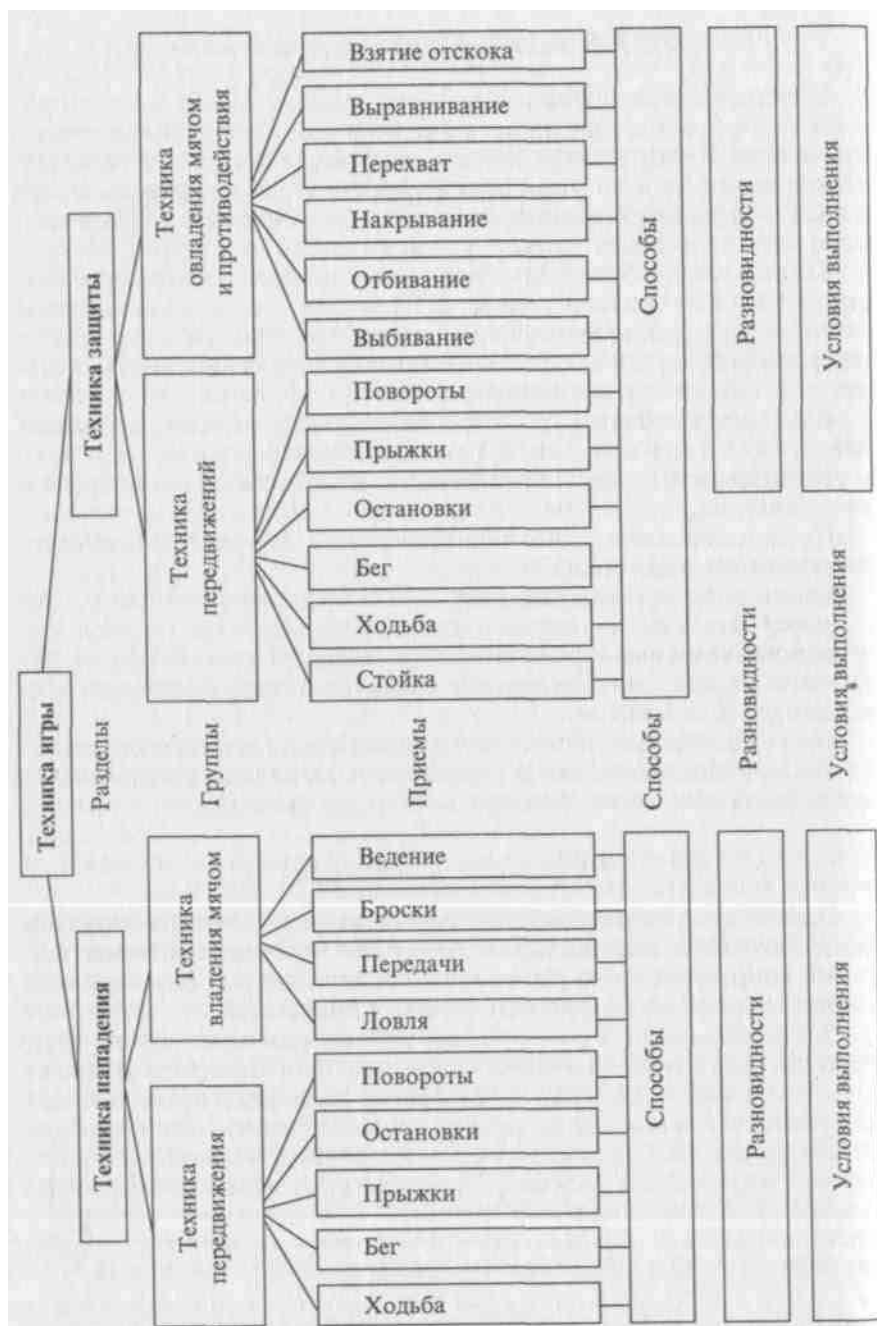 Техника игры
Разделы
Техника нападения
Техника защиты
Группы
Техника
передвижения
Техника
владения мячом
Техника
передвижений
Техника
овладения мячом
и противодействия
Приемы
Ходьба
Бег
Прыжки
Остановки
Повороты
Ловля
Передачи
Броски
Ведение
Стойка
Ходьба
Бег
Остановки
Прыжки
Повороты
Выбивание
Отбивание
Накрывание
Перехват
Выравнивание
Взятие отскока
Способы
Способы
Способы
Разновидности
Разновидности
Разновидности
Условия выполнения
Условия выполнения
Условия выполнения